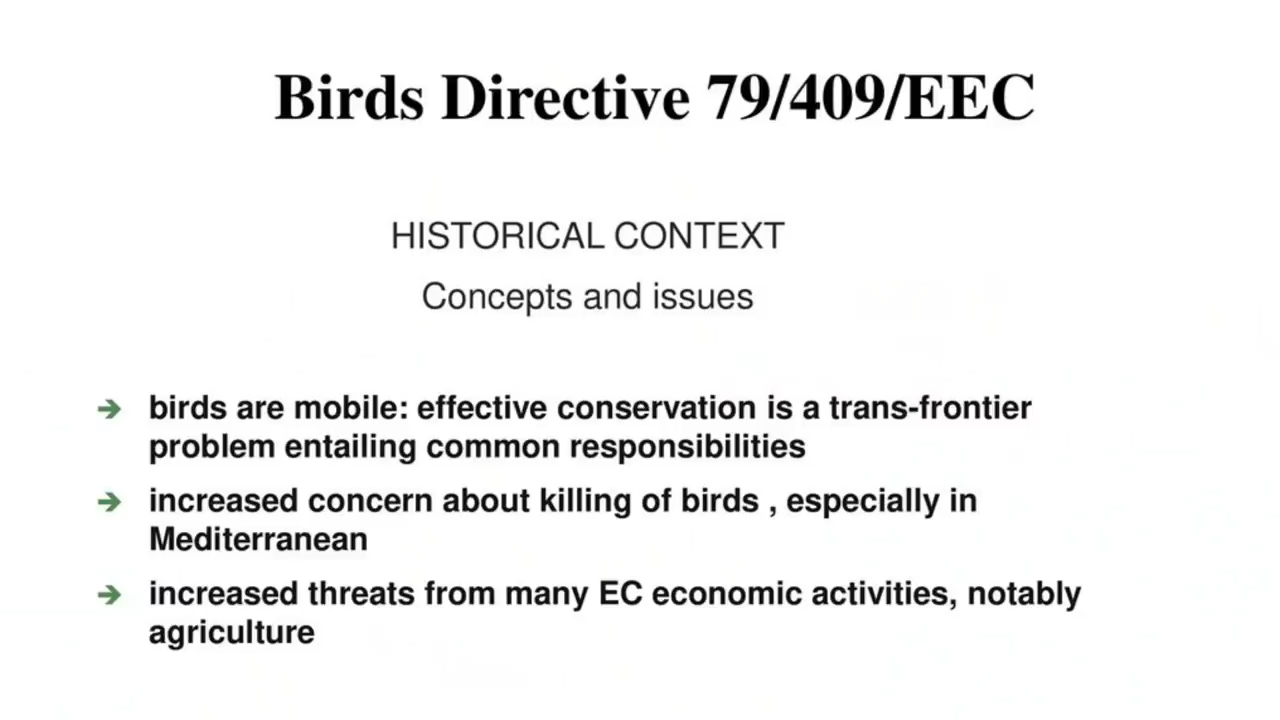 Birds Directive 79/409/EEC
HISTORICAL CONTEXT
Concepts and issues
➔ birds are mobile: effective conservation is a trans-frontier
problem entailing common responsibilities
➔ increased concern about killing of birds , especially in
Mediterranean
➔ increased threats from many EC economic activities, notably
agriculture